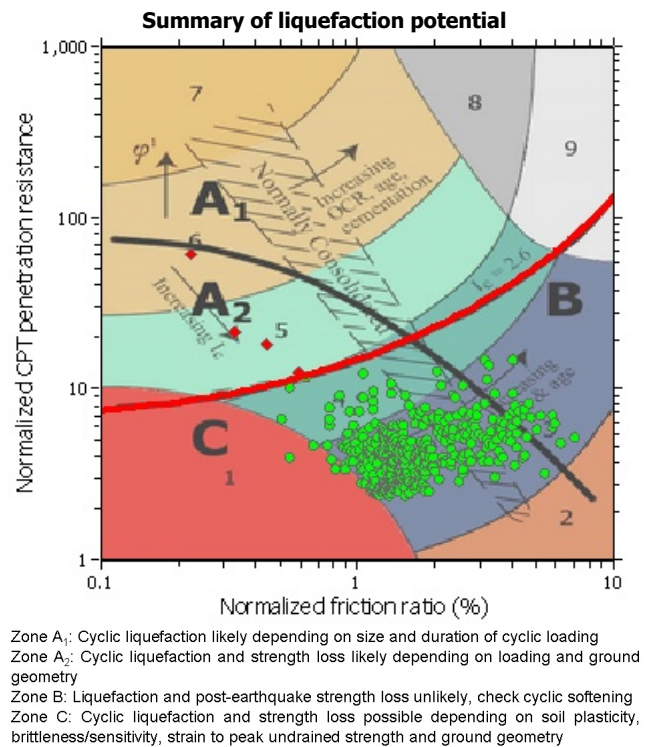 Summary of liquefaction potential
1,000
7
8
9
φ'
Increasing
OCR, age,
cementation
Normally Consolidated
A1
100
6
Ic = 2.6
A2
B
Increasing Ic
5
10
& age
C
1
2
1
0.1
1
10
Normalized CPT penetration resistance
Normalized friction ratio (%)
Zone A1: Cyclic liquefaction likely depending on size and duration of cyclic loading
Zone A2: Cyclic liquefaction and strength loss likely depending on loading and ground
geometry
Zone B: Liquefaction and post-earthquake strength loss unlikely, check cyclic softening
Zone C: Cyclic liquefaction and strength loss possible depending on soil plasticity,
brittleness/sensitivity, strain to peak undrained strength and ground geometry